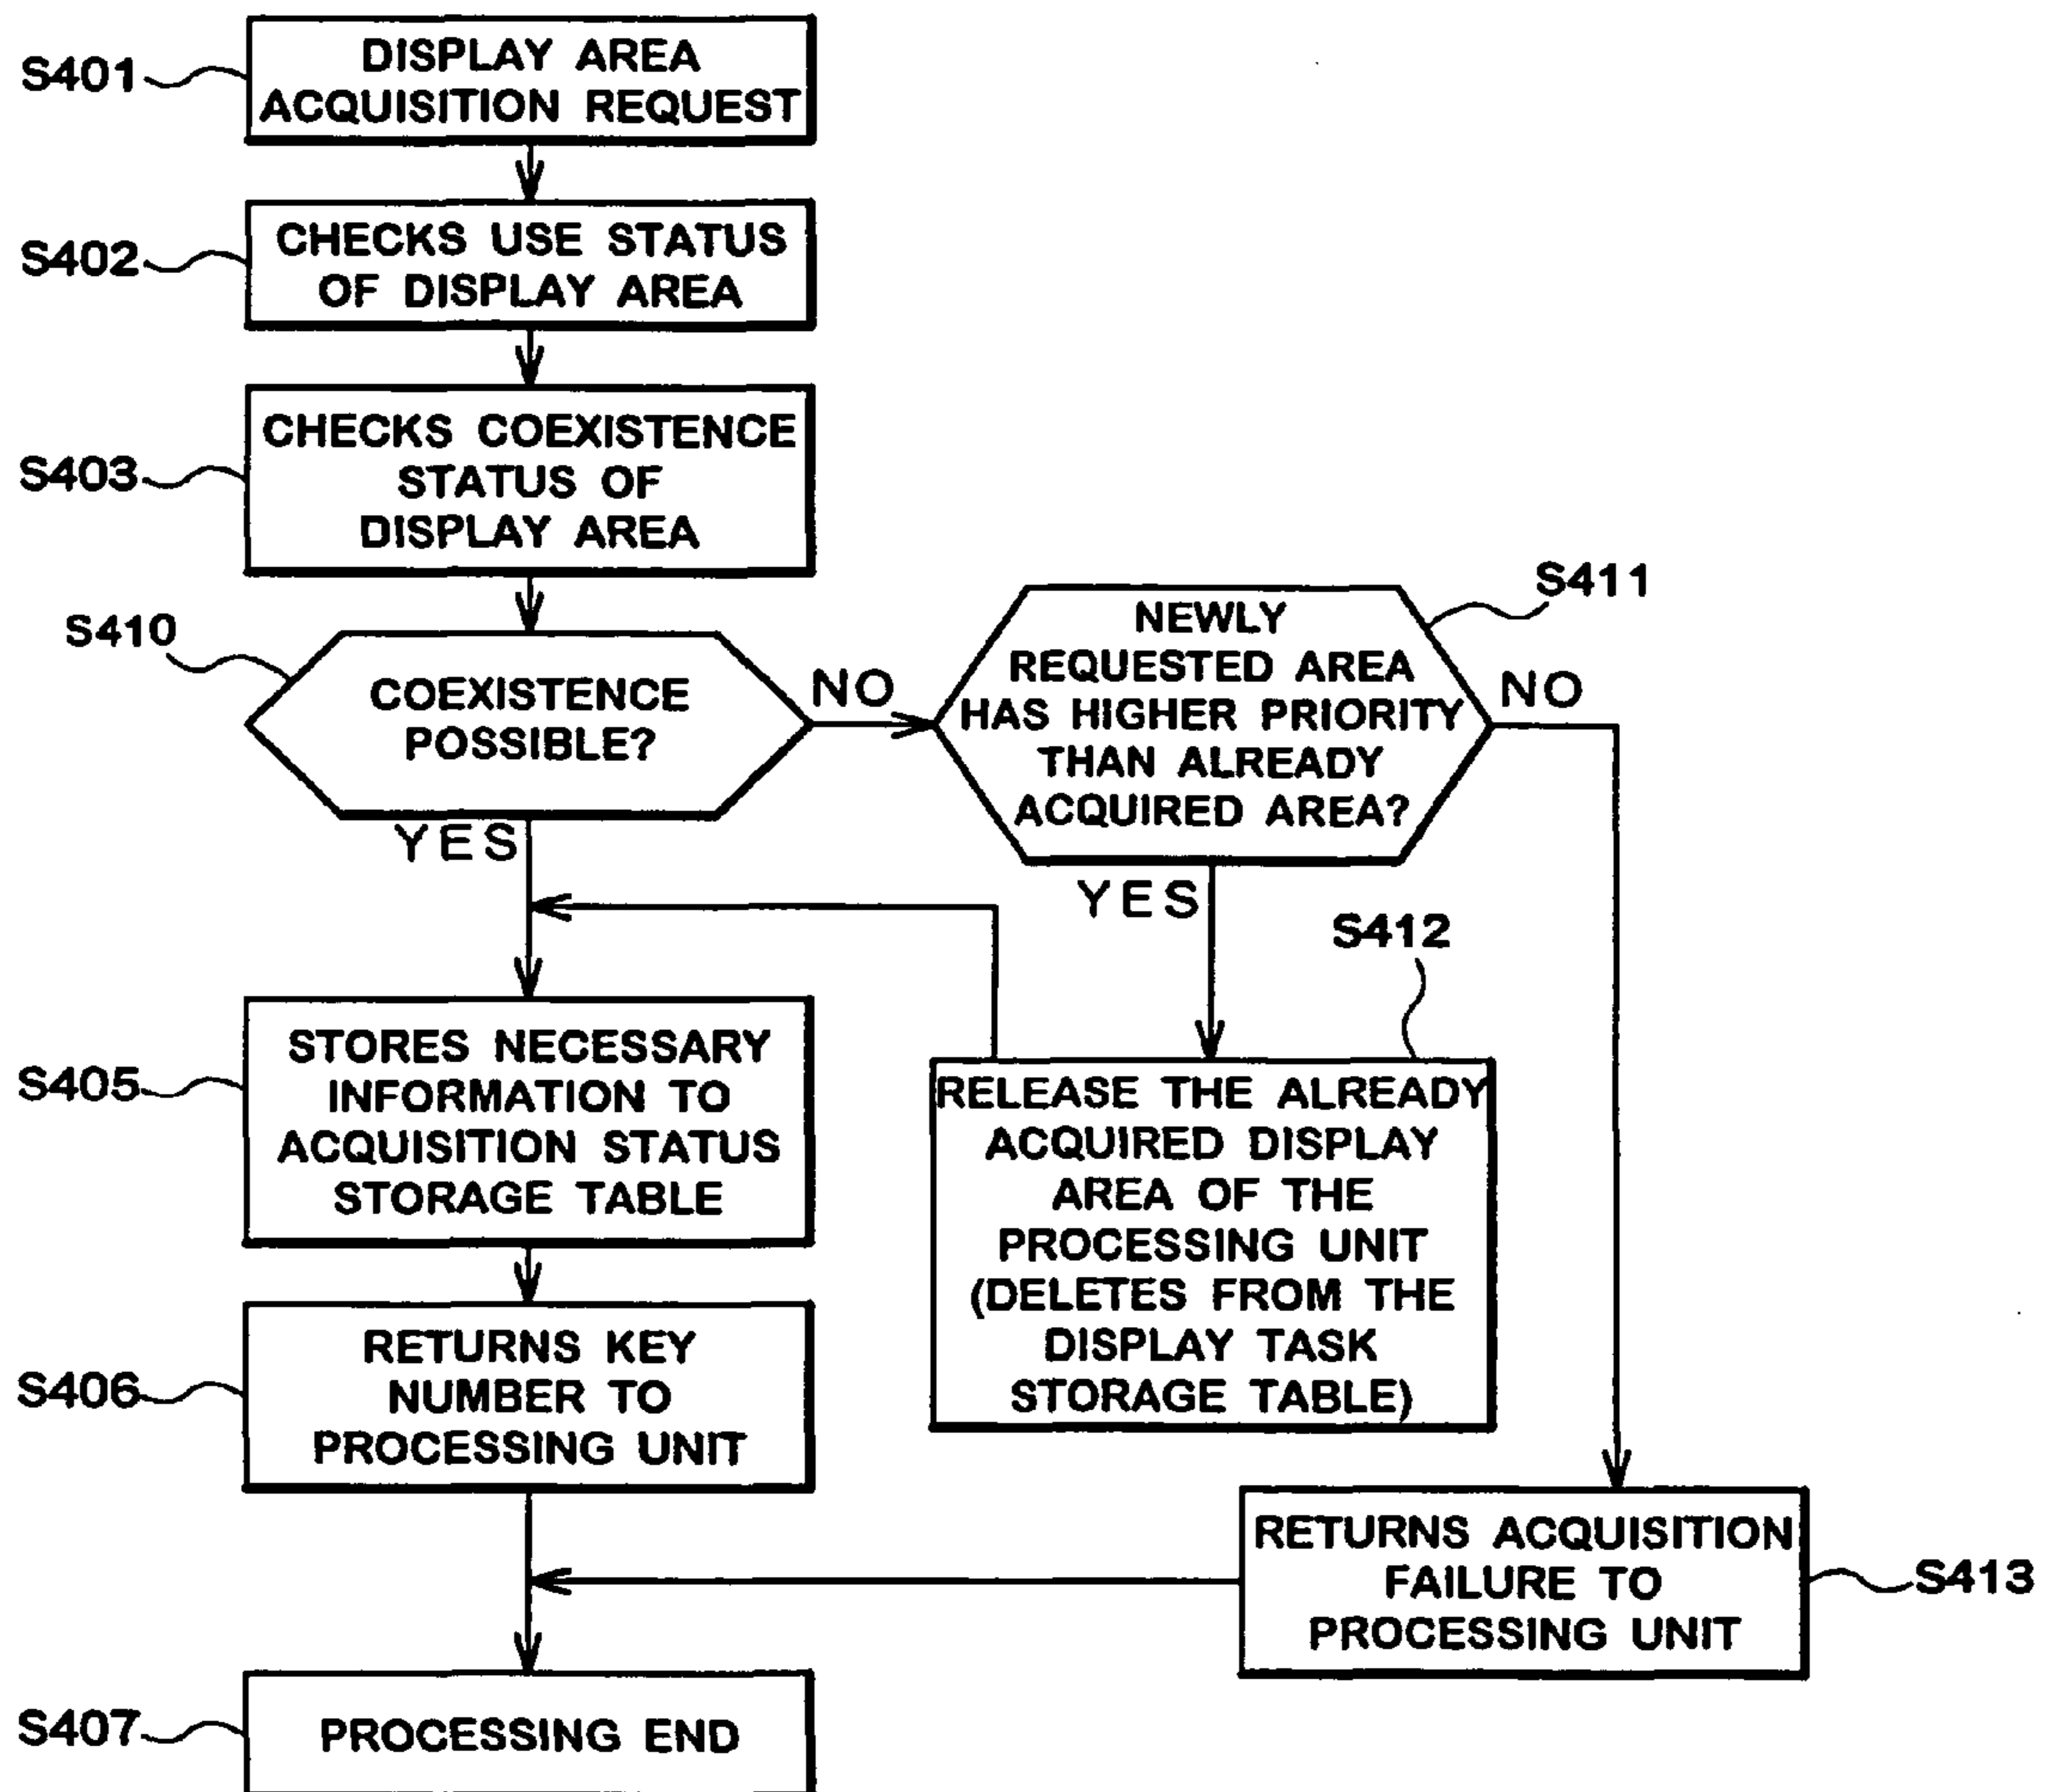 S401
DISPLAY AREA
ACQUISITION REQUEST
S402
CHECKS USE STATUS
OF DISPLAY AREA
S403
CHECKS COEXISTENCE
STATUS OF
DISPLAY AREA
S410
COEXISTENCE
POSSIBLE?
NO
YES
S411
NEWLY
REQUESTED AREA
HAS HIGHER PRIORITY
THAN ALREADY
ACQUIRED AREA?
NO
YES
S412
RELEASE THE ALREADY
ACQUIRED DISPLAY
AREA OF THE
PROCESSING UNIT
(DELETES FROM THE
DISPLAY TASK
STORAGE TABLE)
S405
STORES NECESSARY
INFORMATION TO
ACQUISITION STATUS
STORAGE TABLE
S406
RETURNS KEY
NUMBER TO
PROCESSING UNIT
RETURNS ACQUISITION
FAILURE TO
PROCESSING UNIT
S413
S407
PROCESSING END